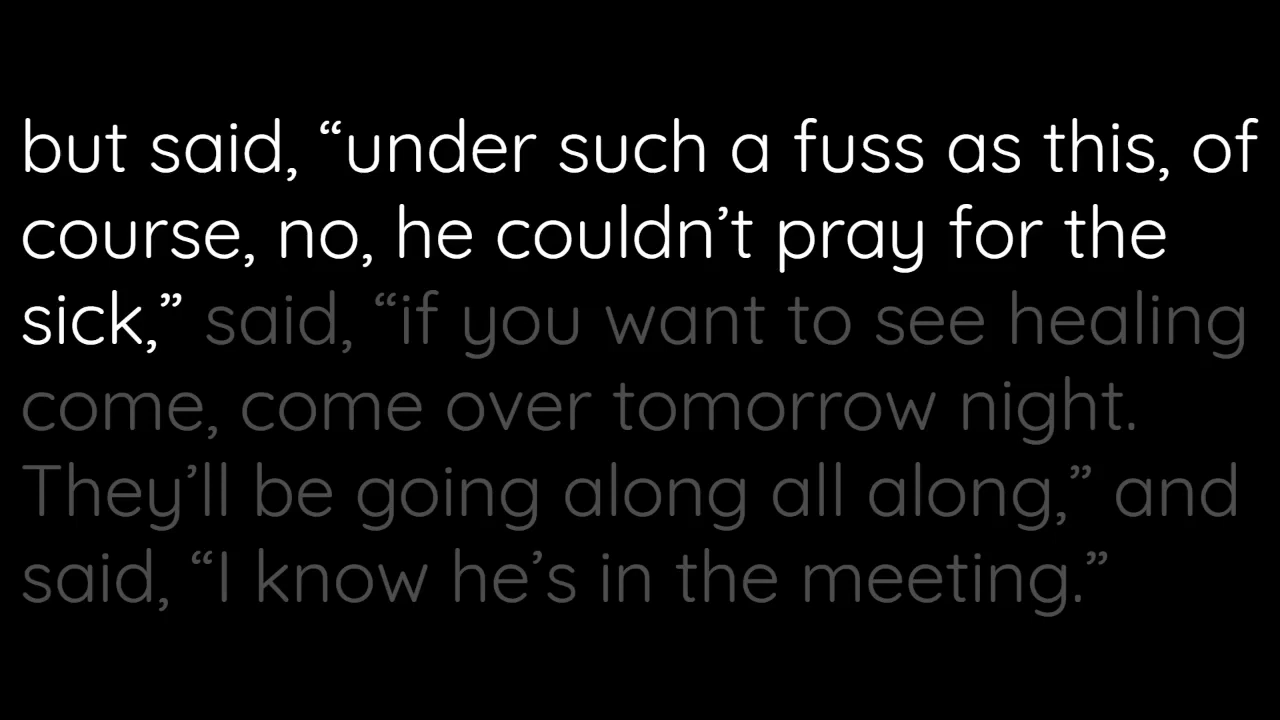 but said, “under such a fuss as this, of
course, no, he couldn’t pray for the
sick,” said, “if you want to see healing
come, come over tomorrow night.
They’ll be going along all along,” and
said, “I know he’s in the meeting.”